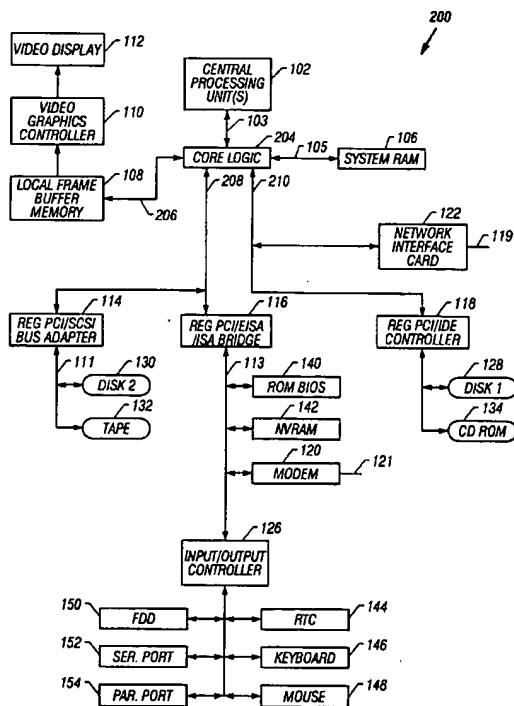 200
VIDEO DISPLAY
112
CENTRAL
PROCESSING
UNIT(S)
102
VIDEO
GRAPHICS
CONTROLLER
110
103
204
CORE LOGIC
105
106
SYSTEM RAM
LOCAL FRAME
BUFFER
MEMORY
108
206
208
210
122
NETWORK
INTERFACE
CARD
119
114
REG PCI/SCSI
BUS ADAPTER
116
REG PCI/EISA
/ISA BRIDGE
118
REG PCI/IDE
CONTROLLER
111
130
DISK 2
132
TAPE
113
140
ROM BIOS
142
NVRAM
120
MODEM
121
128
DISK 1
134
CD ROM
126
INPUT/OUTPUT
CONTROLLER
150
FDD
RTC
144
152
SER. PORT
KEYBOARD
146
154
PAR. PORT
MOUSE
148